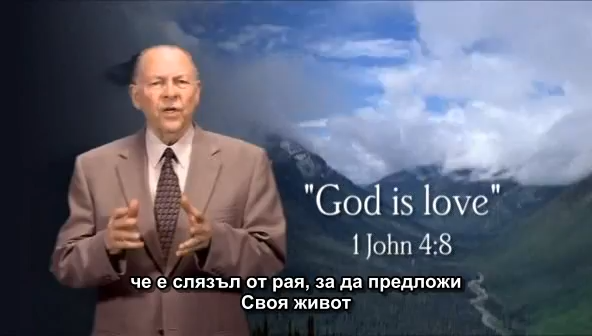 "God is love"
1 John 4:8
че е слязъл от рая, за да предложи
Своя живот